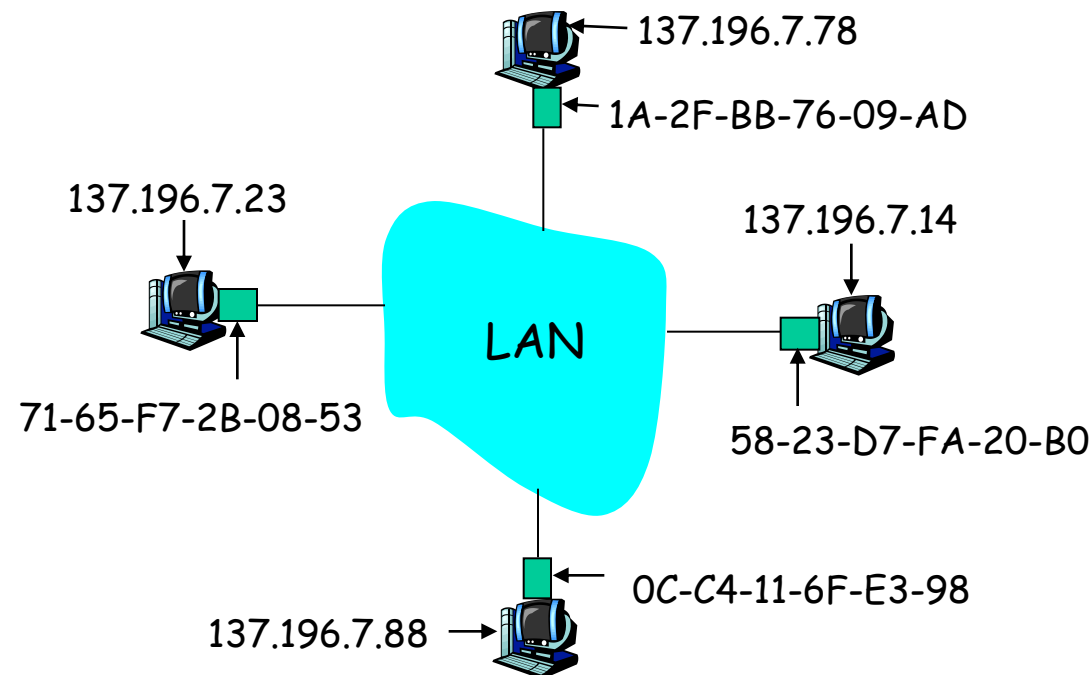 137.196.7.78
1A-2F-BB-76-09-AD
137.196.7.23
137.196.7.14
LAN
71-65-F7-2B-08-53
58-23-D7-FA-20-B0
0C-C4-11-6F-E3-98
137.196.7.88